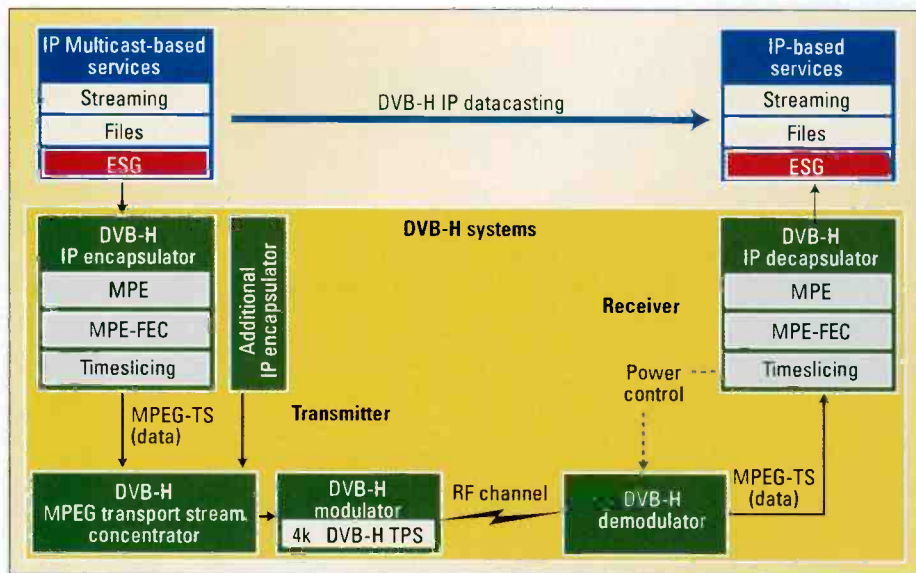 IP Multicast-based
services
Streaming
Files
ESG
DVB-H IP datacasting
IP-based
services
Streaming
Files
ESG
DVB-H systems
DVB-H
IP encapsulator
MPE
MPE-FEC
Timeslicing
Additional
IP encapsulator
Receiver
DVB-H
IP decapsulator
MPE
MPE-FEC
Timeslicing
Power
control
MPEG-TS
(data)
Transmitter
DVB-H
MPEG transport stream.
concentrator
DVB-H
modulator
4k DVB-H TPS
RF channel
DVB-H
demodulator
MPEG-TS
(data)